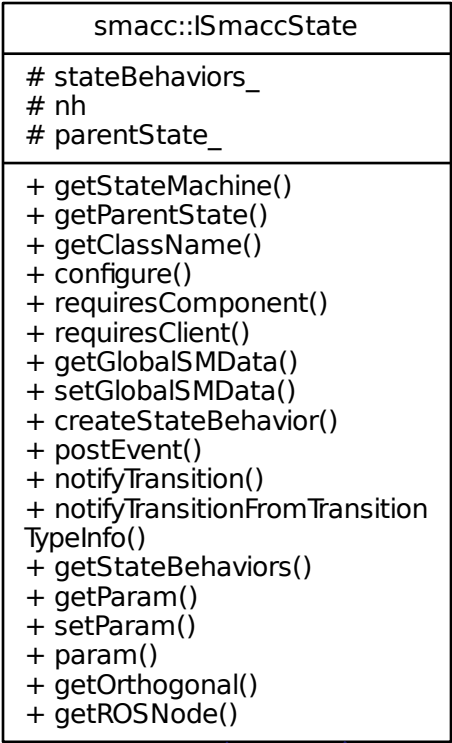 smacc::ISmaccState
# stateBehaviors_
# nh
# parentState_
+ getStateMachine()
+ getParentState()
+ getClassName()
+ configure()
+ requiresComponent()
+ requiresClient()
+ getGlobalSMData()
+ setGlobalSMData()
+ createStateBehavior()
+ postEvent()
+ notifyTransition()
+ notifyTransitionFromTransition
TypeInfo()
+ getStateBehaviors()
+ getParam()
+ setParam()
+ param()
+ getOrthogonal()
+ getROSNode()